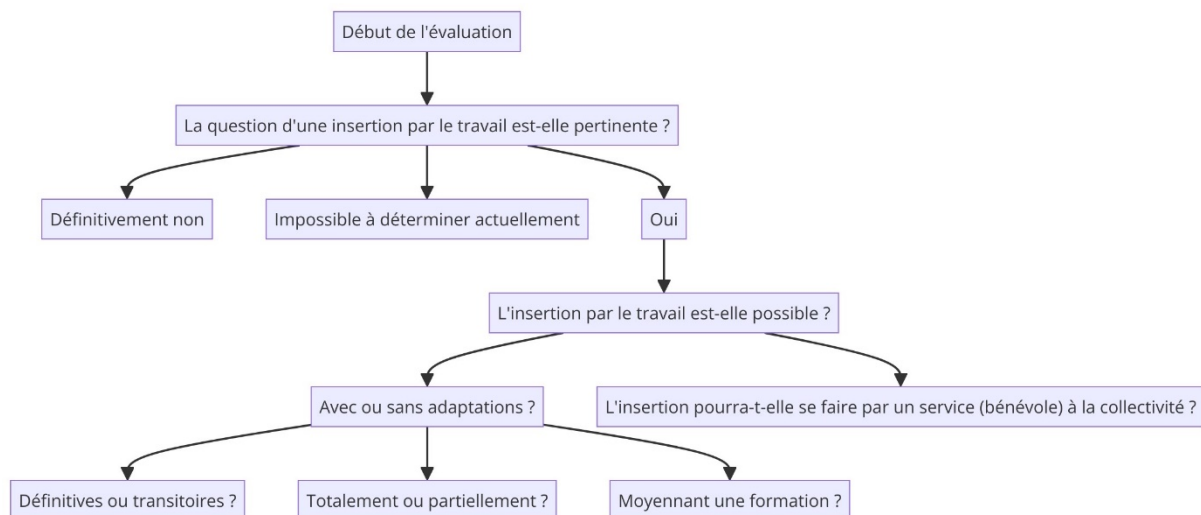 Début de l'évaluation
La question d'une insertion par le travail est-elle pertinente ?
Définitivement non
Impossible à déterminer actuellement
Oui
L'insertion par le travail est-elle possible ?
Avec ou sans adaptations ?
L'insertion pourra-t-elle se faire par un service (bénévole) à la collectivité ?
Définitives ou transitoires ?
Totalement ou partiellement ?
Moyennant une formation ?